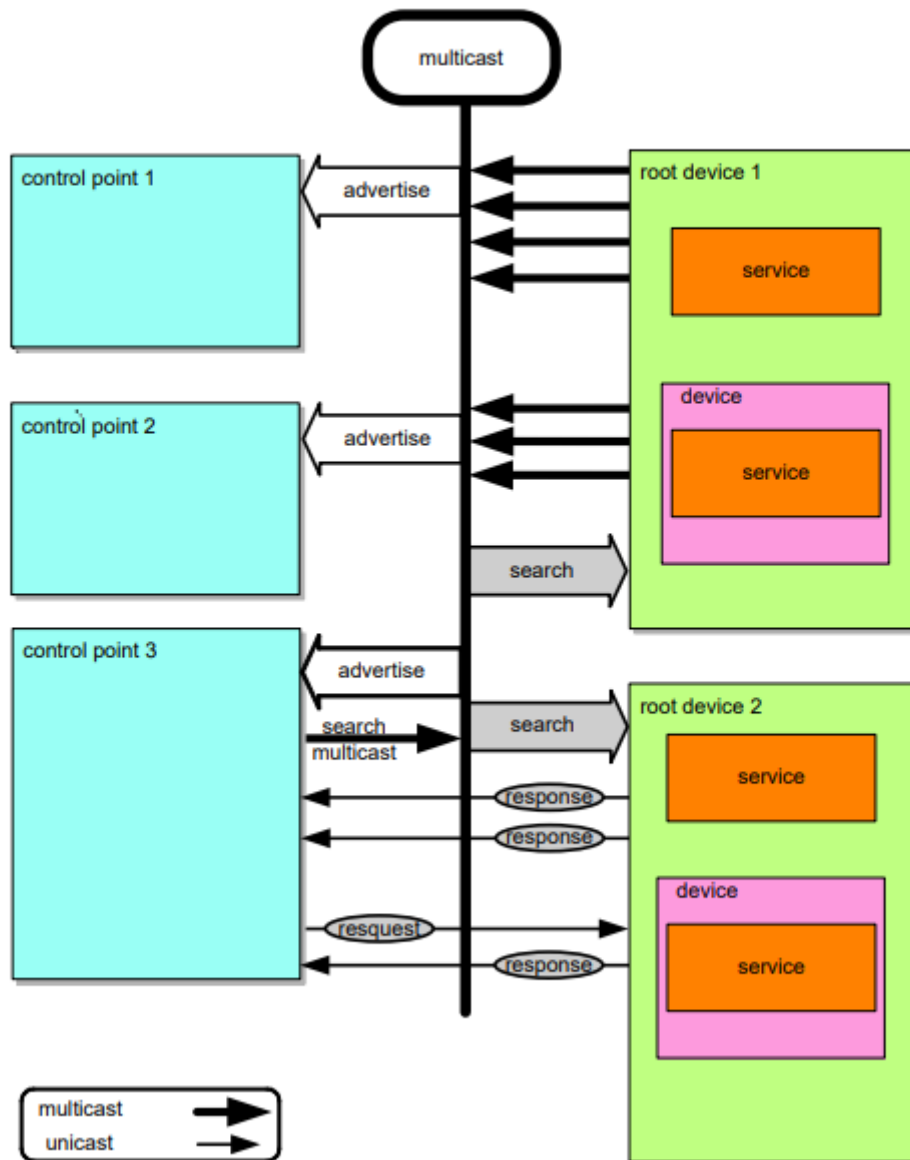 multicast
control point 1
advertise
root device 1
service
control point 2
advertise
device
service
search
control point 3
advertise
search
multicast
search
root device 2
service
response
response
device
resquest
service
response
multicast
unicast